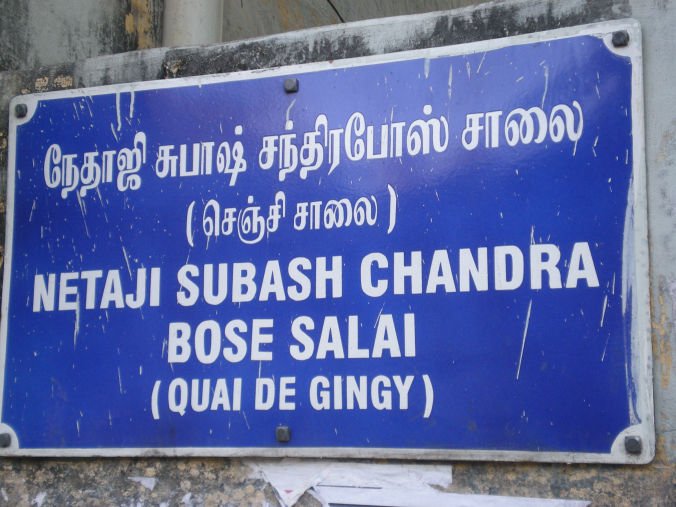 நேதாஜி சுபாஷ் சந்திரபோஸ் சாலை
( செஞ்சி சாலை )
NETAJI SUBASH CHANDRA
BOSE SALAI
( QUAI DE GINGY )